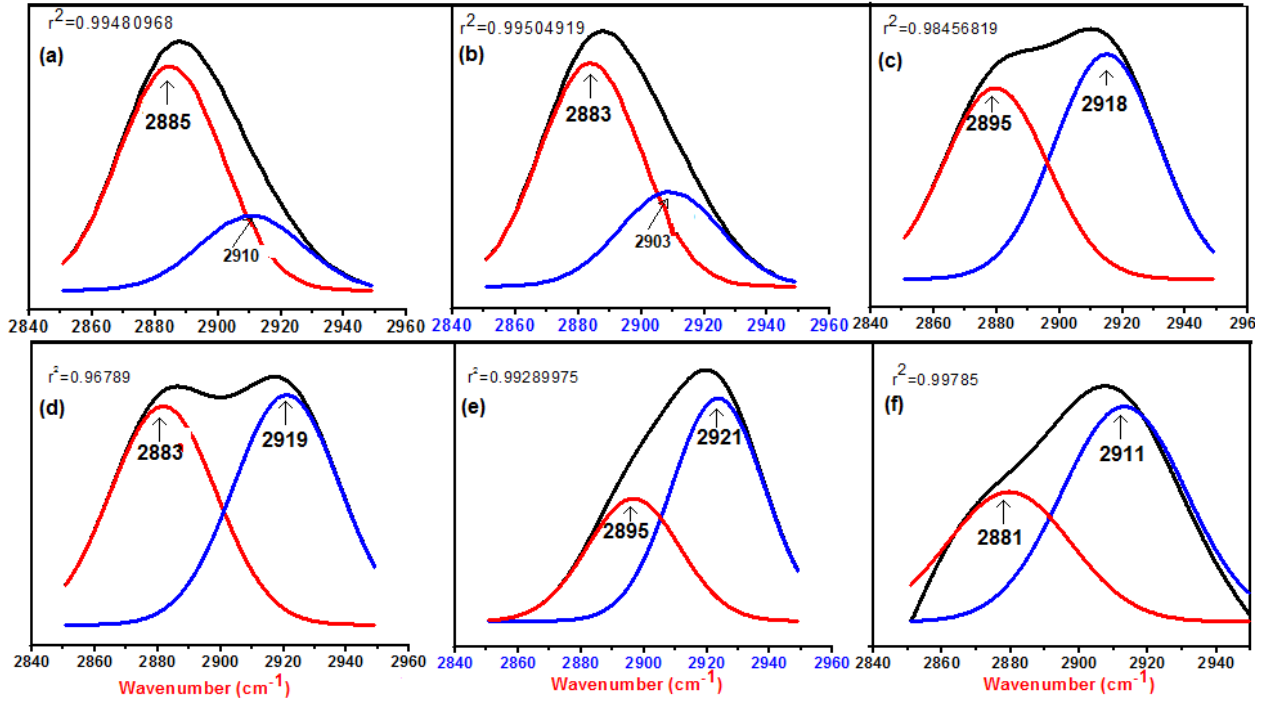 r2=0.99480968
(a)
2885
2910
2840 2860 2880 2900 2920 2940 2960
r2=0.99504919
(b)
2883
2903
2840 2860 2880 2900 2920 2940 2960
r2=0.98456819
(c)
2895
2918
2840 2860 2880 2900 2920 2940 296
r²=0.96789
(d)
2883
2919
2840 2860 2880 2900 2920 2940 2960
Wavenumber (cm-1)
r²=0.99289975
(e)
2895
2921
2840 2860 2880 2900 2920 2940 2960
Wavenumber (cm-1)
r2=0.99785
(f)
2881
2911
2840 2860 2880 2900 2920 2940
Wavenumber (cm-1)